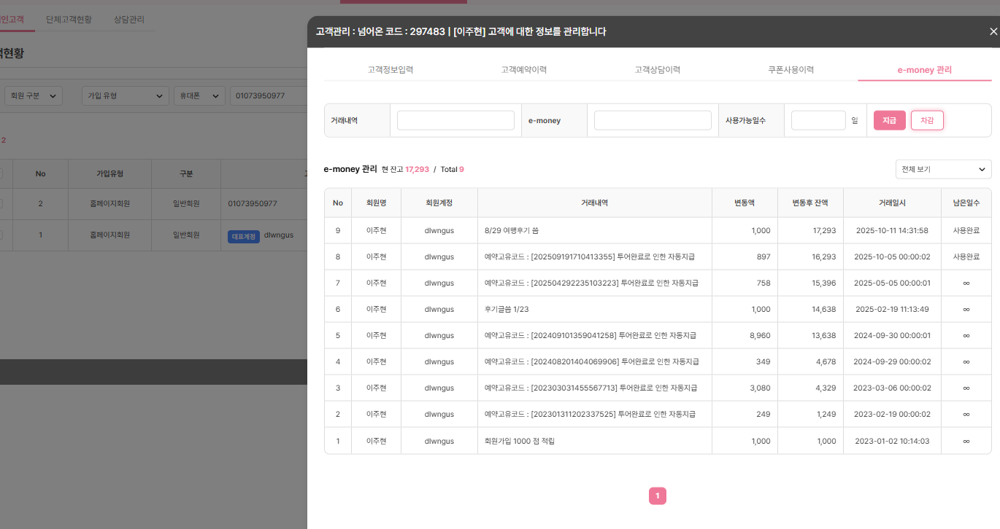 인고객 단체고객현황 상담관리
객현황
회원 구분 가입 유형 휴대폰 01073950977
2
No 가입유형 구분
2 홈페이지회원 일반회원 01073950977
1 홈페이지회원 일반회원 대표계정 dlwngus
고객관리 : 넘어온 코드 : 297483 | [이주현] 고객에 대한 정보를 관리합니다
고객정보입력 고객예약이력 고객상담이력 쿠폰사용이력 e-money 관리
거래내역 e-money 사용가능일수 일 지급 차감
e-money 관리 현 잔고 17,293 / Total 9 전체 보기
No 회원명 회원계정 거래내역 변동액 변동후 잔액 거래일시 남은일수
9 이주현 dlwngus 8/29 여행후기 씀 1,000 17,293 2025-10-11 14:31:58 사용완료
8 이주현 dlwngus 예약고유코드 : [202509191710413355] 투어완료로 인한 자동지급 897 16,293 2025-10-05 00:00:02 사용완료
7 이주현 dlwngus 예약고유코드 : [202504292235103223] 투어완료로 인한 자동지급 758 15,396 2025-05-05 00:00:01 ∞
6 이주현 dlwngus 후기글씀 1/23 1,000 14,638 2025-02-19 11:13:49 ∞
5 이주현 dlwngus 예약고유코드 : [202409101359041258] 투어완료로 인한 자동지급 8,960 13,638 2024-09-30 00:00:01 ∞
4 이주현 dlwngus 예약고유코드 : [202408201404069906] 투어완료로 인한 자동지급 349 4,678 2024-09-29 00:00:02 ∞
3 이주현 dlwngus 예약고유코드 : [202303031455567713] 투어완료로 인한 자동지급 3,080 4,329 2023-03-06 00:00:02 ∞
2 이주현 dlwngus 예약고유코드 : [202301311202337525] 투어완료로 인한 자동지급 249 1,249 2023-02-19 00:00:02 ∞
1 이주현 dlwngus 회원가입 1000 점 적립 1,000 1,000 2023-01-02 10:14:03 ∞
1